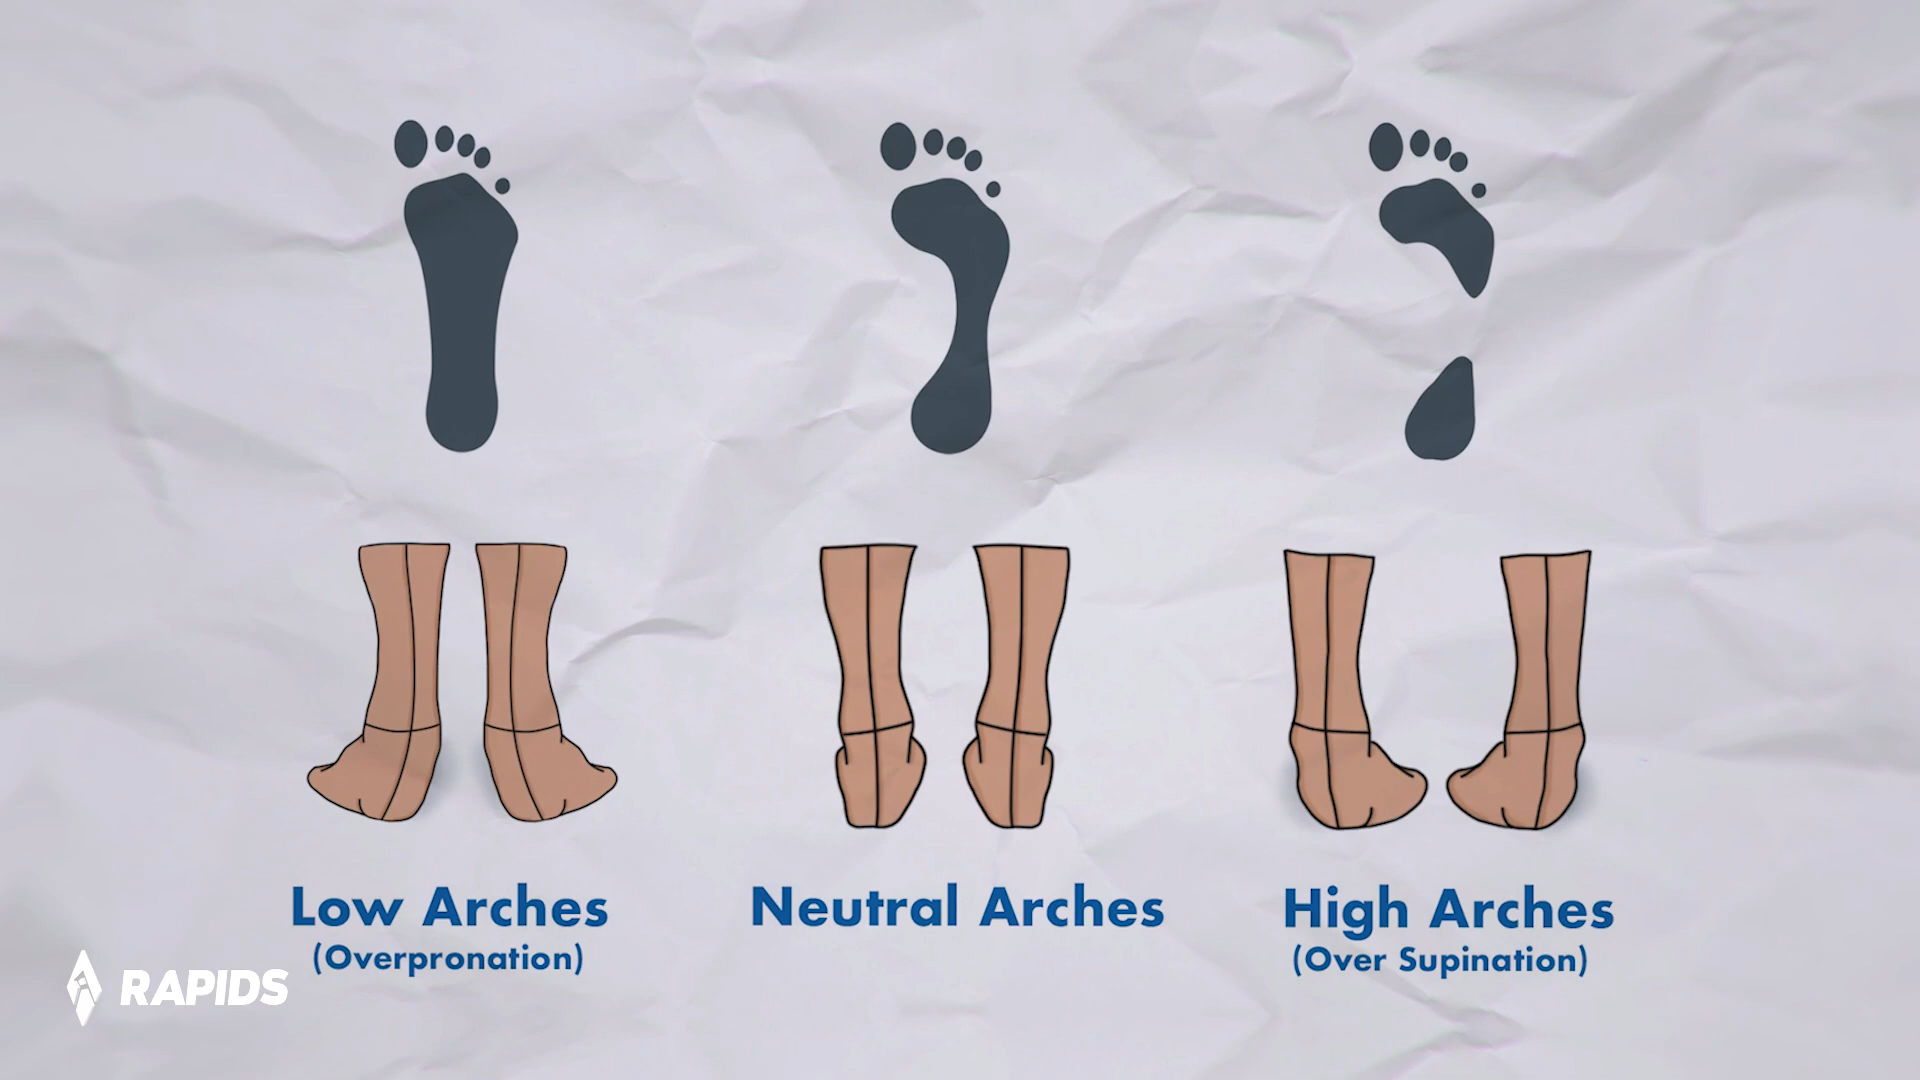 Low Arches
(Overpronation)
Neutral Arches
High Arches
(Over Supination)
RAPIDS